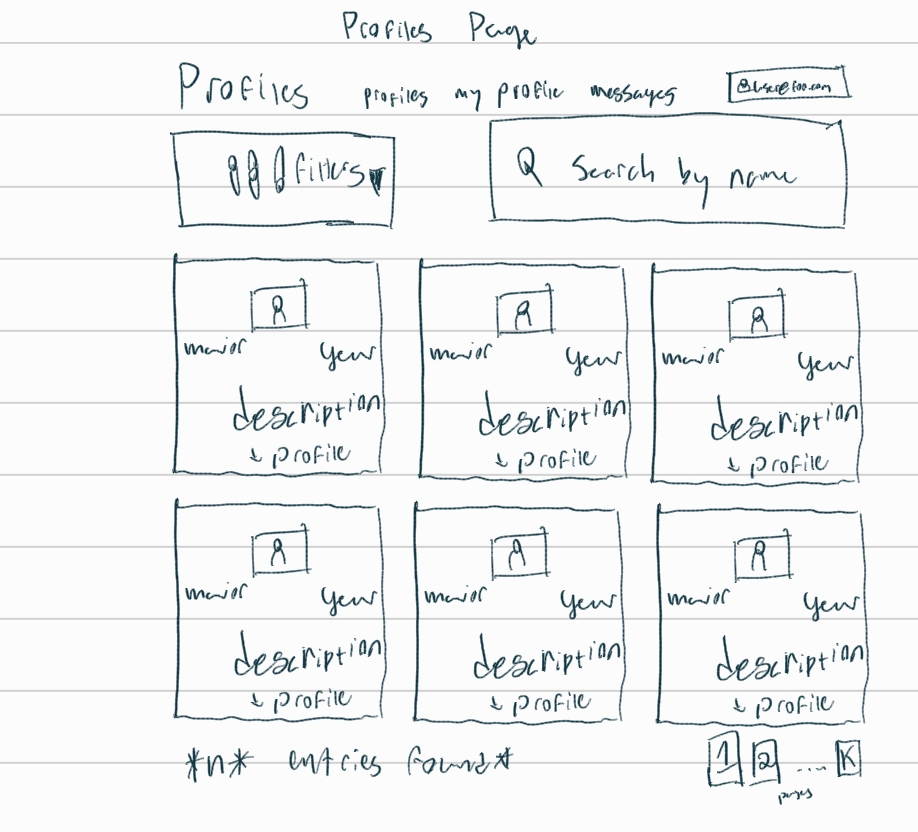 Profiles Page
Profiles profiles my profile messages user@foo.com
filters Search by name
major year major year major year
description description description
↓ profile ↓ profile ↓ profile
major year major year major year
description description description
↓ profile ↓ profile ↓ profile
*n* entries found* 1 2 .... K
pages